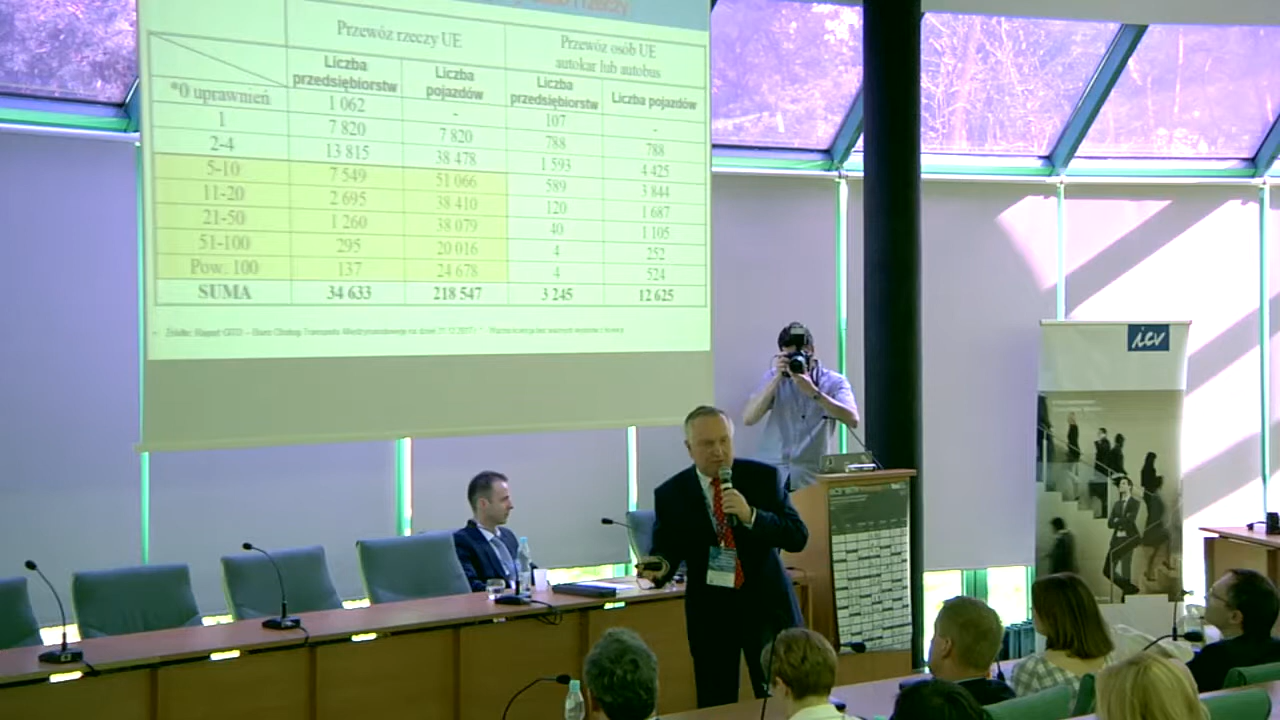 Przewóz rzeczy UE Przewóz osób UE
autokar lub autobus
Liczba przedsiębiorstw Liczba pojazdów Liczba przedsiębiorstw Liczba pojazdów
*0 uprawnień 1 062 - 107 -
1 7 820 7 820 788 788
2-4 13 815 38 478 1 593 4 425
5-10 7 549 51 066 589 3 844
11-20 2 695 38 410 120 1 687
21-50 1 260 38 079 40 1 105
51-100 295 20 016 4 252
Pow. 100 137 24 678 4 524
SUMA 34 633 218 547 3 245 12 625
icv